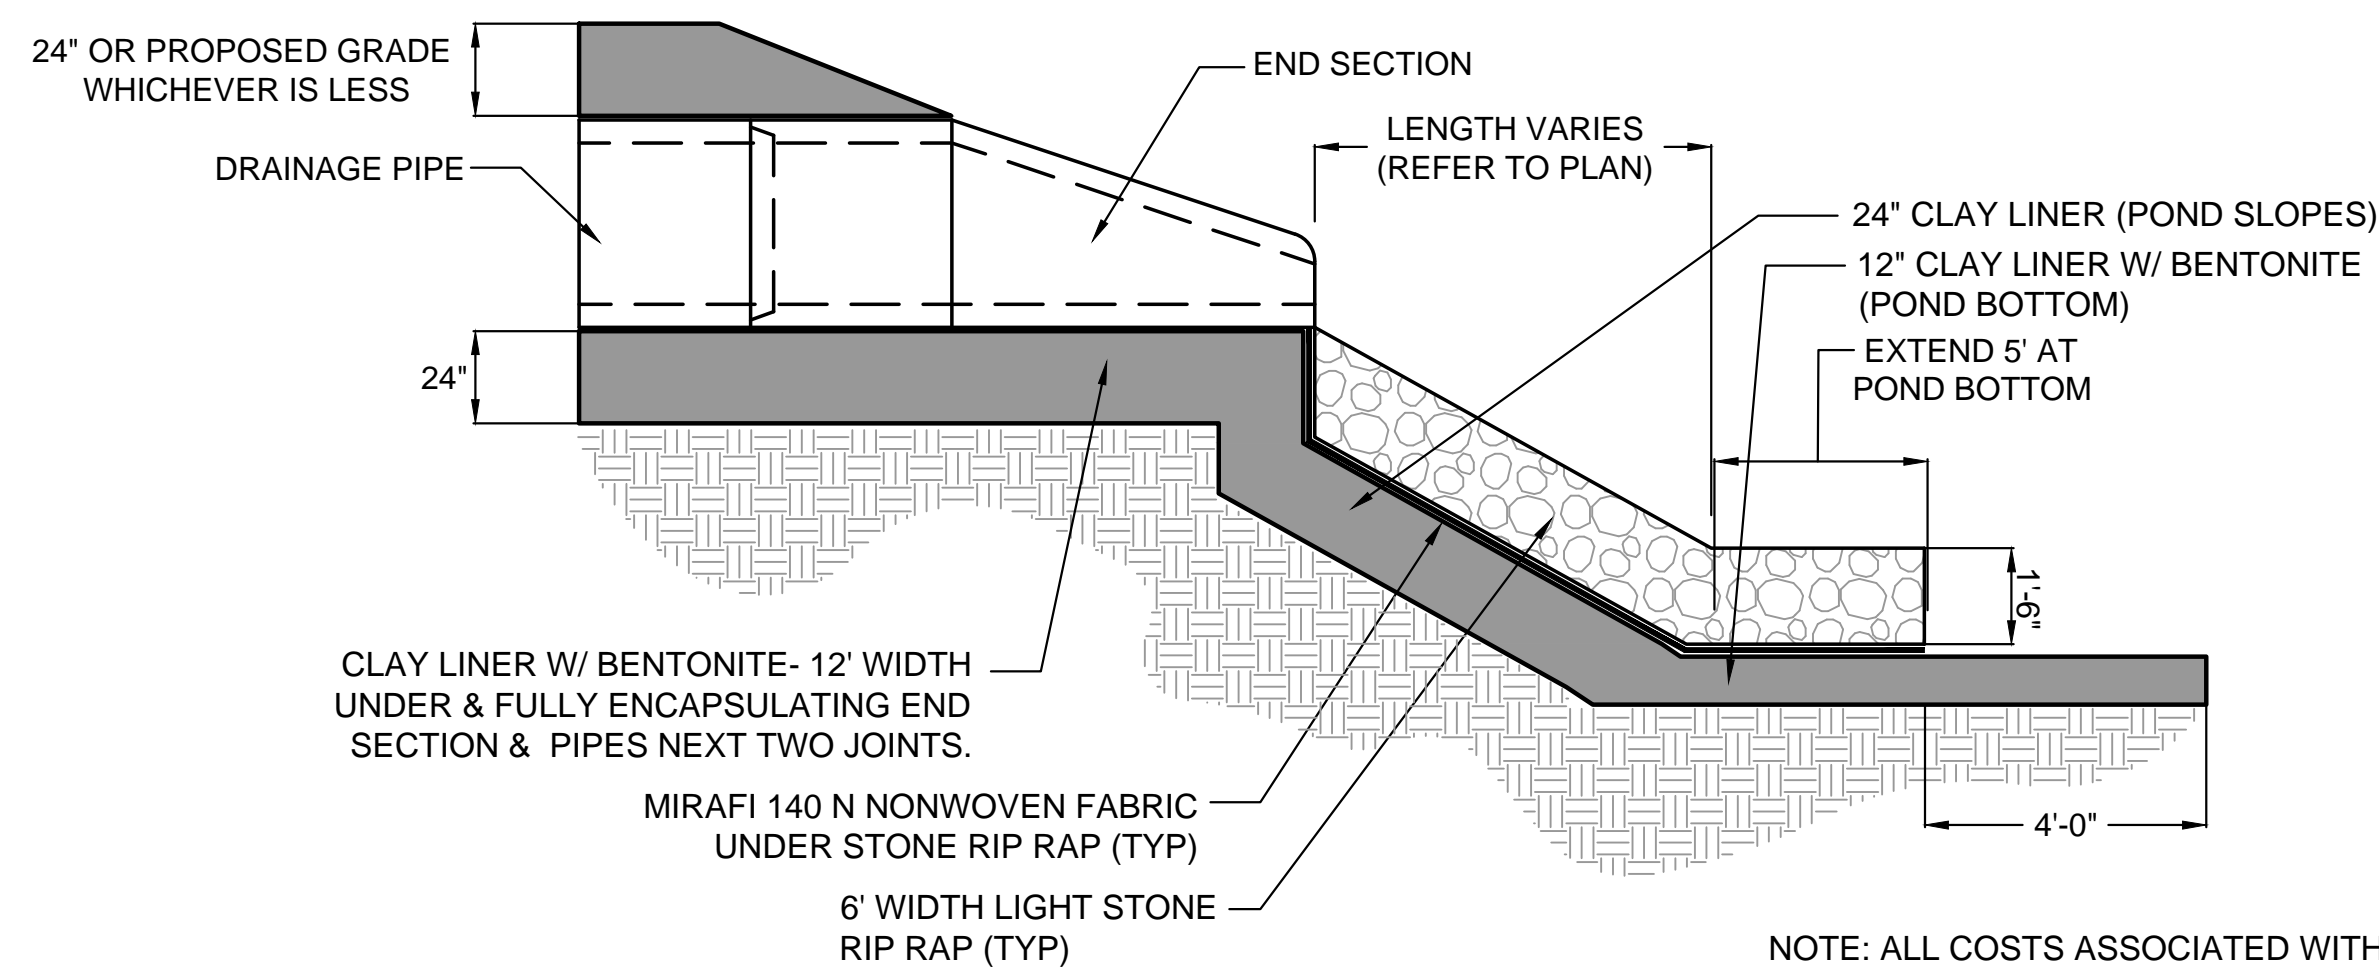 24" OR PROPOSED GRADE
WHICHEVER IS LESS
END SECTION
LENGTH VARIES
(REFER TO PLAN)
DRAINAGE PIPE
24" CLAY LINER (POND SLOPES)
12" CLAY LINER W/ BENTONITE
(POND BOTTOM)
EXTEND 5' AT
POND BOTTOM
24"
1'-6"
CLAY LINER W/ BENTONITE- 12' WIDTH
UNDER & FULLY ENCAPSULATING END
SECTION & PIPES NEXT TWO JOINTS.
MIRAFI 140 N NONWOVEN FABRIC
UNDER STONE RIP RAP (TYP)
4'-0"
6' WIDTH LIGHT STONE
RIP RAP (TYP)
NOTE: ALL COSTS ASSOCIATED WITH